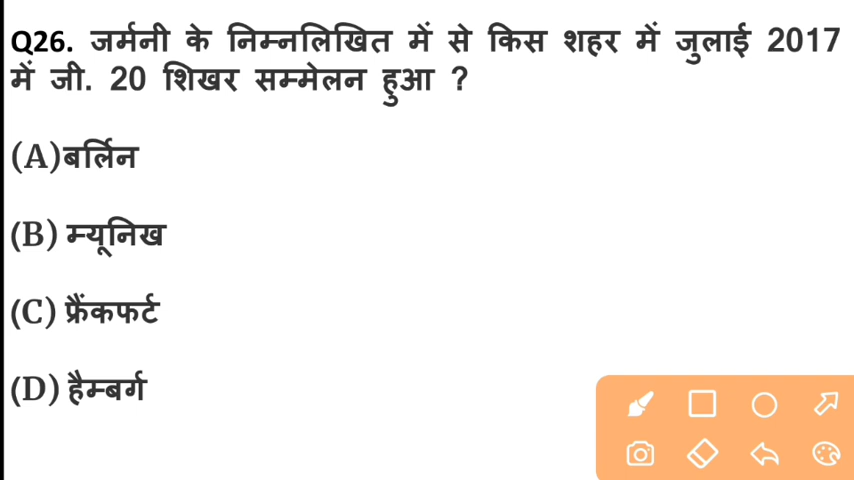 Q26. जर्मनी के निम्नलिखित में से किस शहर में जुलाई 2017
में जी. 20 शिखर सम्मेलन हुआ ?
(A)बर्लिन
(B) म्यूनिख
(C) फ्रैंकफर्ट
(D) हैम्बर्ग